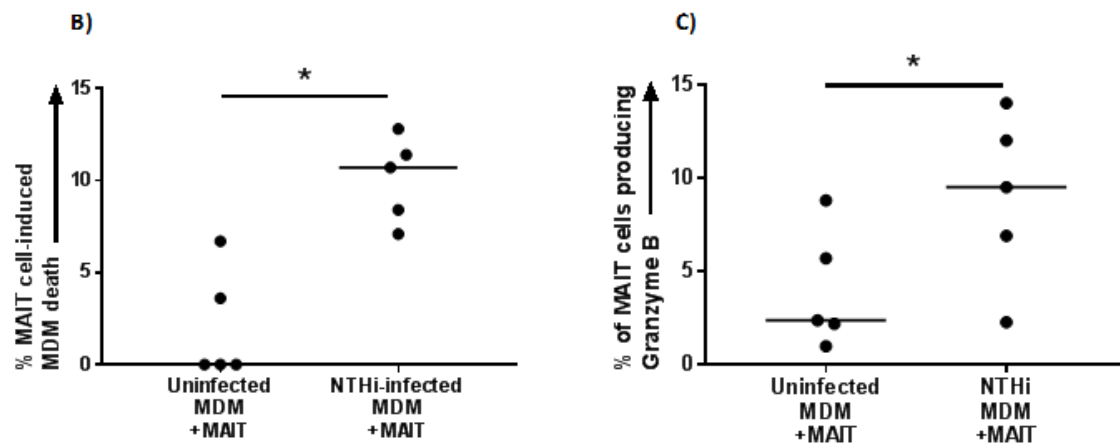 B)
*
15
10
5
0
% MAIT cell-induced
MDM death
Uninfected
MDM
+MAIT
NTHi-infected
MDM
+MAIT
C)
*
15
10
5
0
% of MAIT cells producing
Granzyme B
Uninfected
MDM
+MAIT
NTHi
MDM
+MAIT